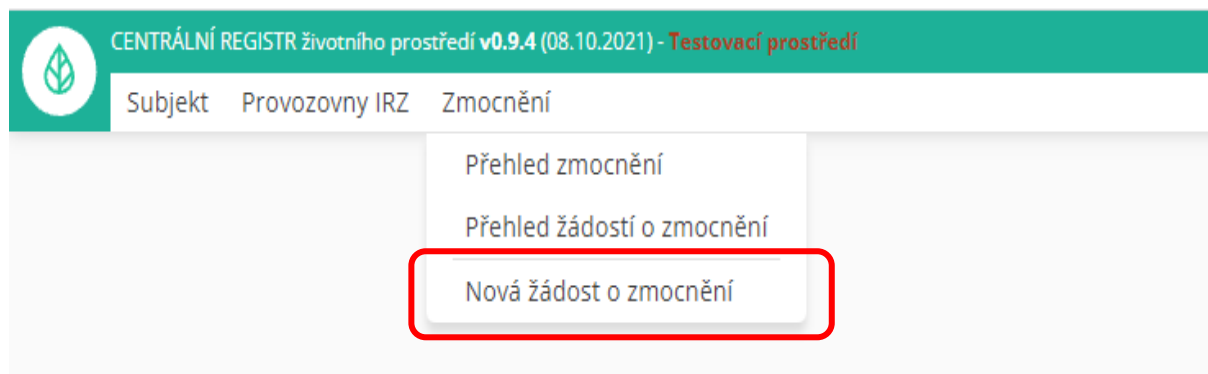 CENTRÁLNÍ REGISTR životního prostředí v0.9.4 (08.10.2021) - Testovací prostředí
Subjekt Provozovny IRZ Zmocnění
Přehled zmocnění
Přehled žádostí o zmocnění
Nová žádost o zmocnění